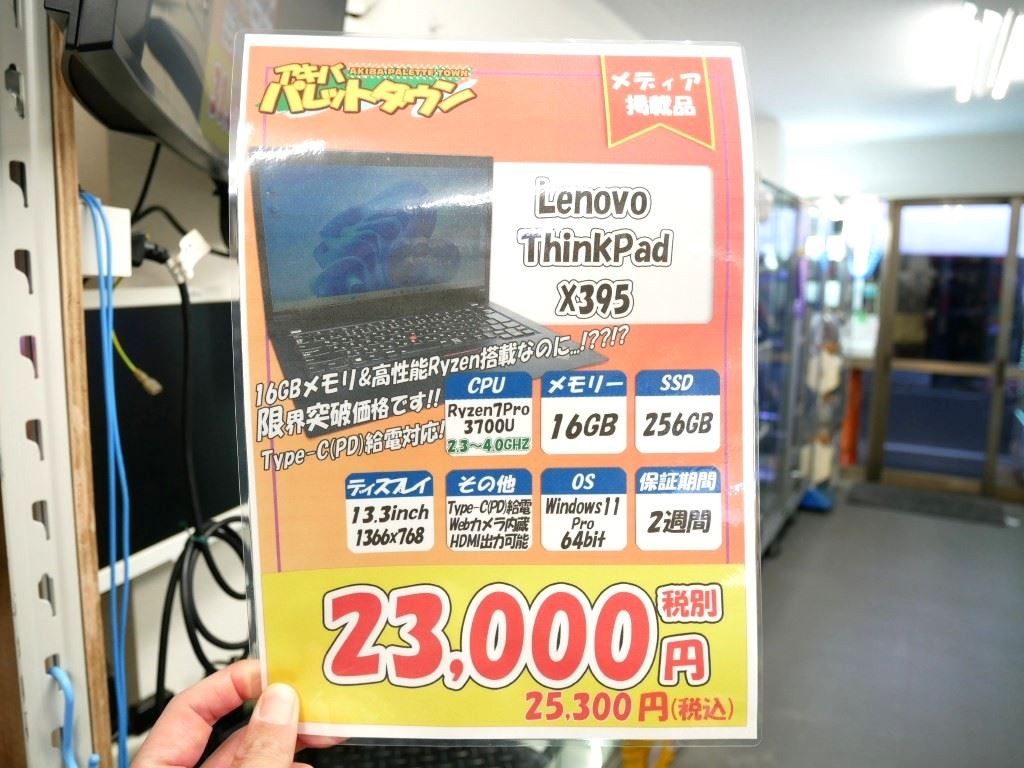 アキバ AKIBA PALETTE TOWN
パレットタウン
メディア
掲載品
Lenovo
ThinkPad
X395
16GBメモリ&高性能Ryzen搭載なのに...!??!?
限界突破価格です!!
Type-C(PD)給電対応!
CPU
Ryzen7Pro
3700U
2.3～4.0GHZ
メモリー
16GB
SSD
256GB
ディスプレイ
13.3inch
1366x768
その他
Type-C(PD)給電
Webカメラ内蔵
HDMI出力可能
OS
Windows11
Pro
64bit
保証期間
2週間
23,000円 税別
25,300円(税込)